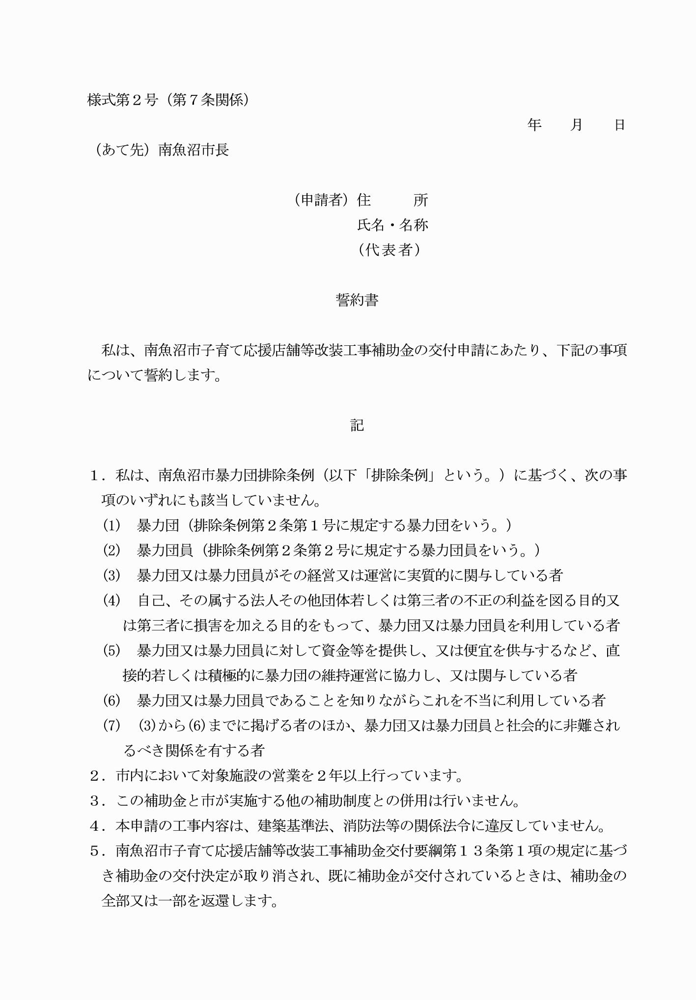 様式第２号（第７条関係）
年　　月　　日
（あて先）南魚沼市長
（申請者）住　　　所
氏名・名称
（代表者）
誓約書
　私は、南魚沼市子育て応援店舗等改装工事補助金の交付申請にあたり、下記の事項
について誓約します。
記
１．私は、南魚沼市暴力団排除条例（以下「排除条例」という。）に基づく、次の事
項のいずれにも該当していません。
(1)　暴力団（排除条例第２条第１号に規定する暴力団をいう。）
(2)　暴力団員（排除条例第２条第２号に規定する暴力団員をいう。）
(3)　暴力団又は暴力団員がその経営又は運営に実質的に関与している者
(4)　自己、その属する法人その他団体若しくは第三者の不正の利益を図る目的又
は第三者に損害を加える目的をもって、暴力団又は暴力団員を利用している者
(5)　暴力団又は暴力団員に対して資金等を提供し、又は便宜を供与するなど、直
接的若しくは積極的に暴力団の維持運営に協力し、又は関与している者
(6)　暴力団又は暴力団員であることを知りながらこれを不当に利用している者
(7)　(3)から(6)までに掲げる者のほか、暴力団又は暴力団員と社会的に非難され
るべき関係を有する者
２．市内において対象施設の営業を２年以上行っています。
３．この補助金と市が実施する他の補助制度との併用は行いません。
４．本申請の工事内容は、建築基準法、消防法等の関係法令に違反していません。
５．南魚沼市子育て応援店舗等改装工事補助金交付要綱第１３条第１項の規定に基づ
き補助金の交付決定が取り消され、既に補助金が交付されているときは、補助金の
全部又は一部を返還します。